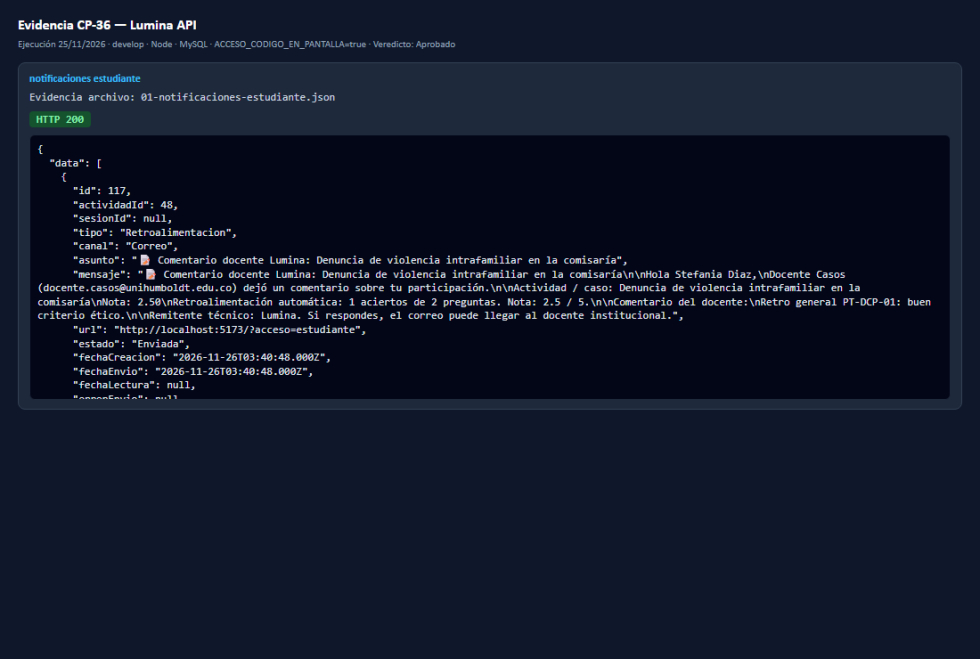 Evidencia CP-36 — Lumina API
Ejecución 25/11/2026 · develop · Node · MySQL · ACCESO_CODIGO_EN_PANTALLA=true · Veredicto: Aprobado
notificaciones estudiante
Evidencia archivo: 01-notificaciones-estudiante.json
HTTP 200
{
  "data": [
    {
      "id": 117,
      "actividadId": 48,
      "sesionId": null,
      "tipo": "Retroalimentacion",
      "canal": "Correo",
      "asunto": "📝 Comentario docente Lumina: Denuncia de violencia intrafamiliar en la comisaría",
      "mensaje": "📝 Comentario docente Lumina: Denuncia de violencia intrafamiliar en la comisaría\n\nHola Stefania Diaz,\nDocente Casos
(docente.casos@unihumboldt.edu.co) dejó un comentario sobre tu participación.\n\nActividad / caso: Denuncia de violencia intrafamiliar en la
comisaría\nNota: 2.50\nRetroalimentación automática: 1 aciertos de 2 preguntas. Nota: 2.5 / 5.\n\nComentario del docente:\nRetro general PT-DCP-01: buen
criterio ético.\n\nRemitente técnico: Lumina. Si respondes, el correo puede llegar al docente institucional.",
      "url": "http://localhost:5173/?acceso=estudiante",
      "estado": "Enviada",
      "fechaCreacion": "2026-11-26T03:40:48.000Z",
      "fechaEnvio": "2026-11-26T03:40:48.000Z",
      "fechaLectura": null,